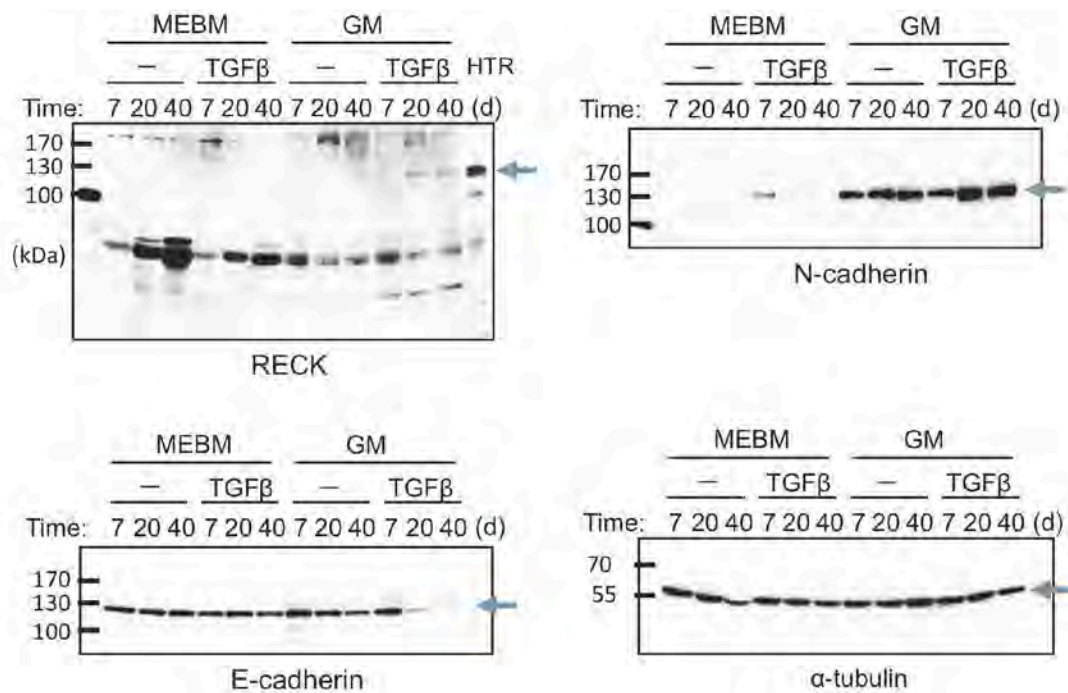 MEBM GM
— TGFβ — TGFβ HTR
Time: 7 20 40 7 20 40 7 20 40 7 20 40 (d)
170
130
100
(kDa)
RECK
MEBM GM
— TGFβ — TGFβ
Time: 7 20 40 7 20 40 7 20 40 7 20 40 (d)
170
130
100
N-cadherin
MEBM GM
— TGFβ — TGFβ
Time: 7 20 40 7 20 40 7 20 40 7 20 40 (d)
170
130
100
E-cadherin
MEBM GM
— TGFβ — TGFβ
Time: 7 20 40 7 20 40 7 20 40 7 20 40 (d)
70
55
α-tubulin